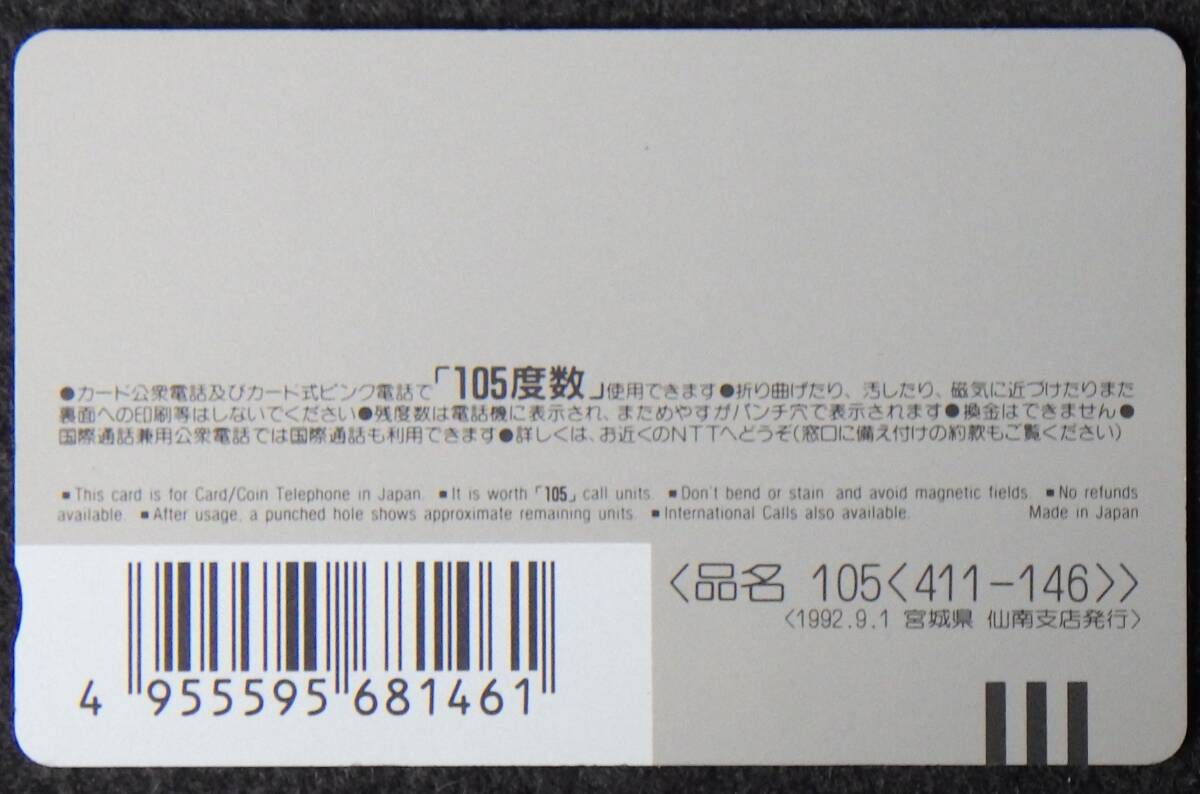 ●カード公衆電話及びカード式ピンク電話で「105度数」使用できます●折り曲げたり、汚したり、磁気に近づけたりまた
裏面への印刷等はしないでください●残度数は電話機に表示され、まためやすがパンチ穴で表示されます●換金はできません●
国際通話兼用公衆電話では国際通話も利用できます●詳しくは、お近くのNTTへどうぞ(窓口に備え付けの約款もご覧ください)
■This card is for Card/Coin Telephone in Japan. ■It is worth「105」call units. ■Don't bend or stain and avoid magnetic fields. ■No refunds
available. ■After usage, a punched hole shows approximate remaining units. ■International Calls also available. Made in Japan
〈品名 105〈411-146〉〉
〈1992.9.1 宮城県 仙南支店発行〉
4 955595 681461